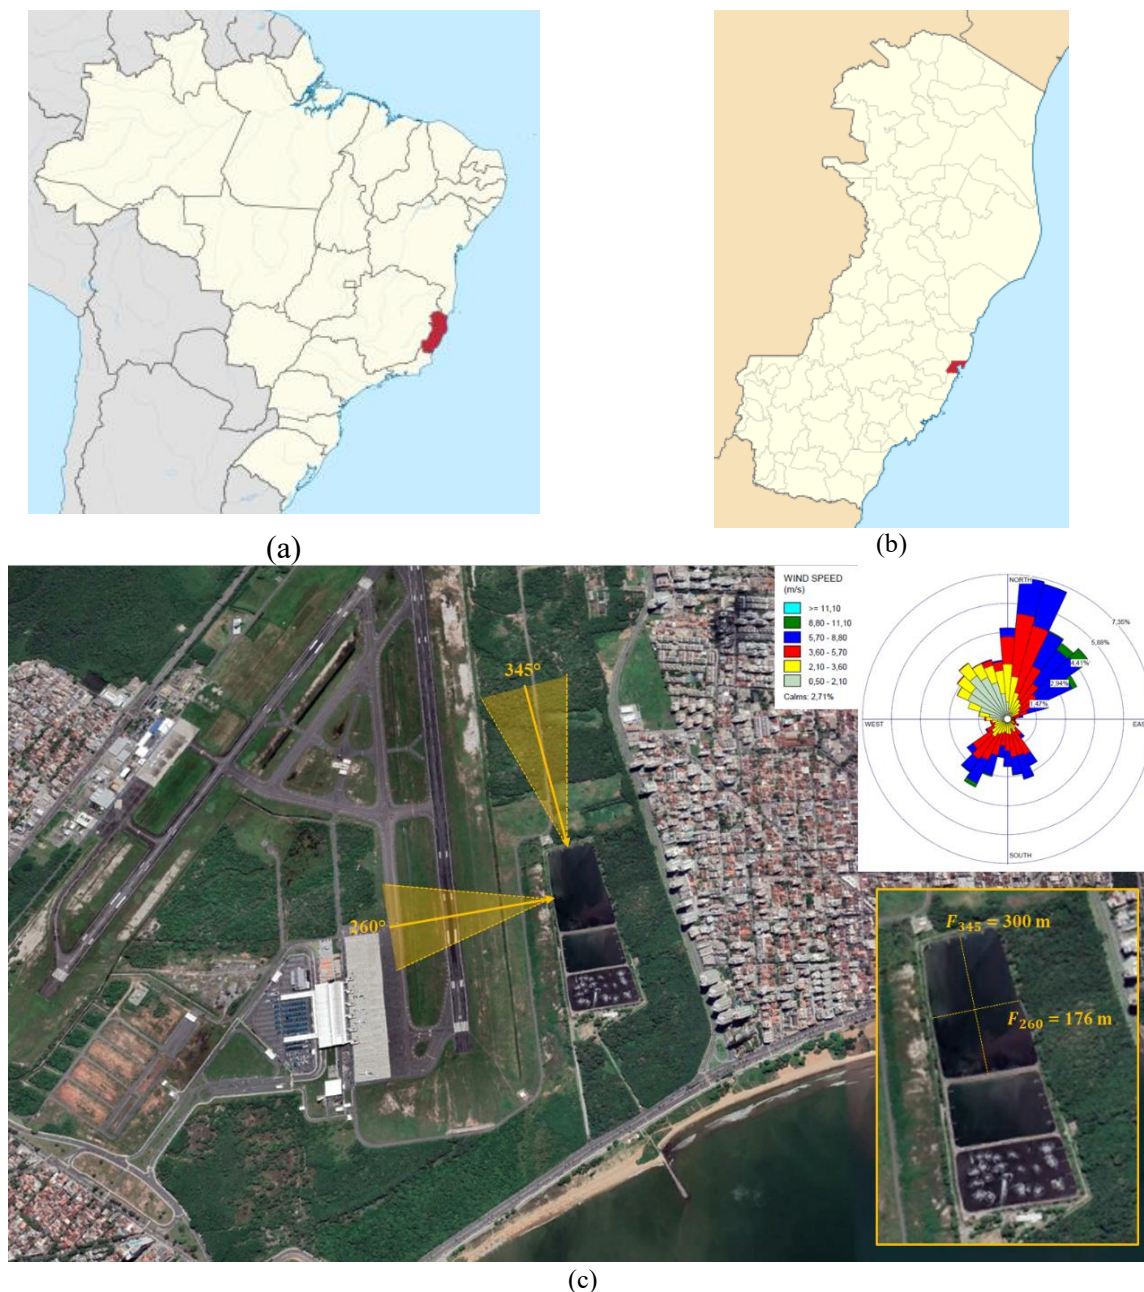 (a)
(b)
WIND SPEED
(m/s)
>= 11,10
8,80 - 11,10
5,70 - 8,80
3,60 - 5,70
2,10 - 3,60
0,50 - 2,10
Calms: 2,71%
NORTH
7,35%
5,88%
4,41%
2,94%
1,47%
WEST
EAS
SOUTH
345°
260°
F345 = 300 m
F260 = 176 m
(c)